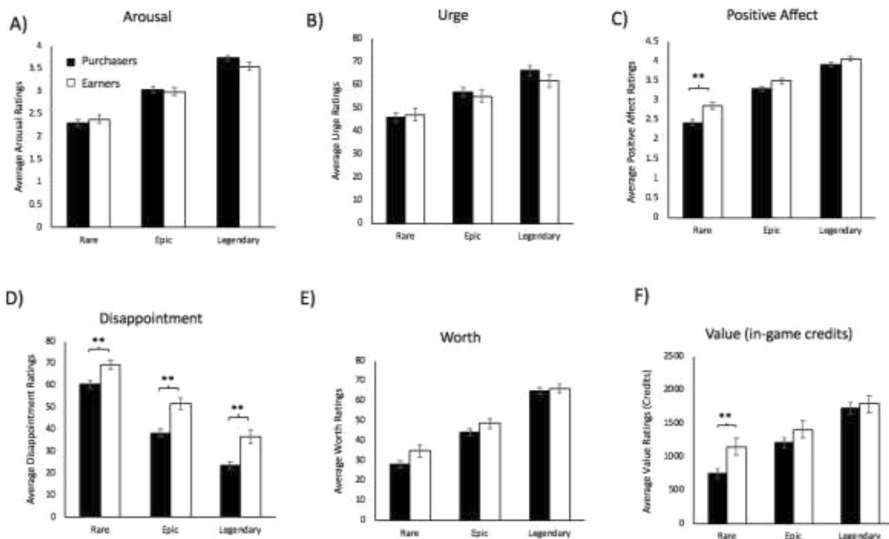 A)
Arousal
Average Arousal Ratings
4
3.5
3
2.5
2
1.5
1
0.5
0
Purchasers
Earners
Rare Epic Legendary
B)
Urge
Average Urge Ratings
80
70
60
50
40
30
20
10
0
Rare Epic Legendary
C)
Positive Affect
Average Positive Affect Ratings
4.5
4
3.5
3
2.5
2
1.5
1
0.5
0
**
Rare Epic Legendary
D)
Disappointment
Average Disappointment Ratings
80
70
60
50
40
30
20
10
0
**
**
**
Rare Epic Legendary
E)
Worth
Average Worth Ratings
80
70
60
50
40
30
20
10
0
Rare Epic Legendary
F)
Value (in-game credits)
Average Value Ratings (Credits)
2500
2000
1500
1000
500
0
**
Rare Epic Legendary